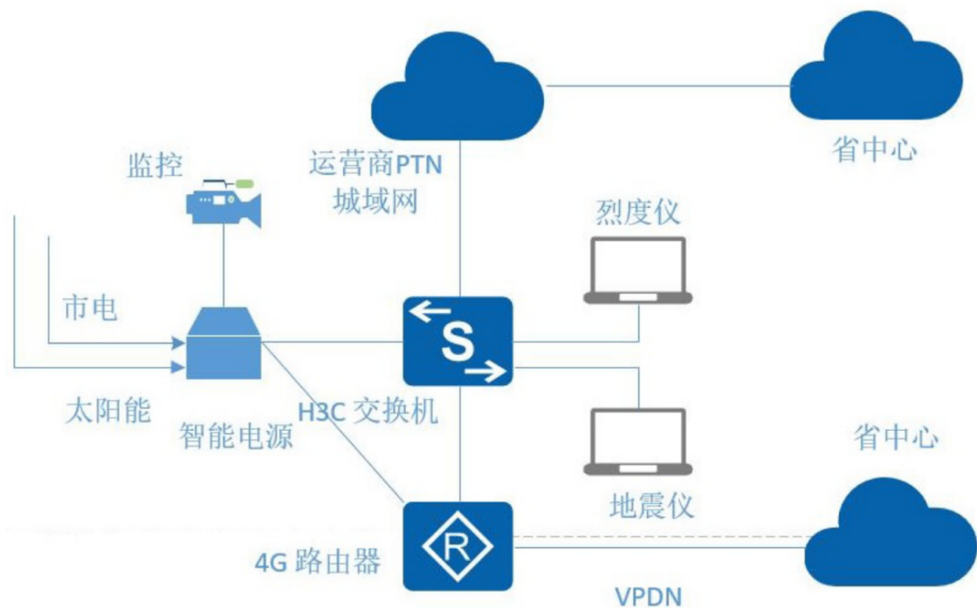 监控
运营商PTN
城域网
省中心
烈度仪
市电
S
太阳能
智能电源
H3C 交换机
省中心
地震仪
4G 路由器
R
VPDN